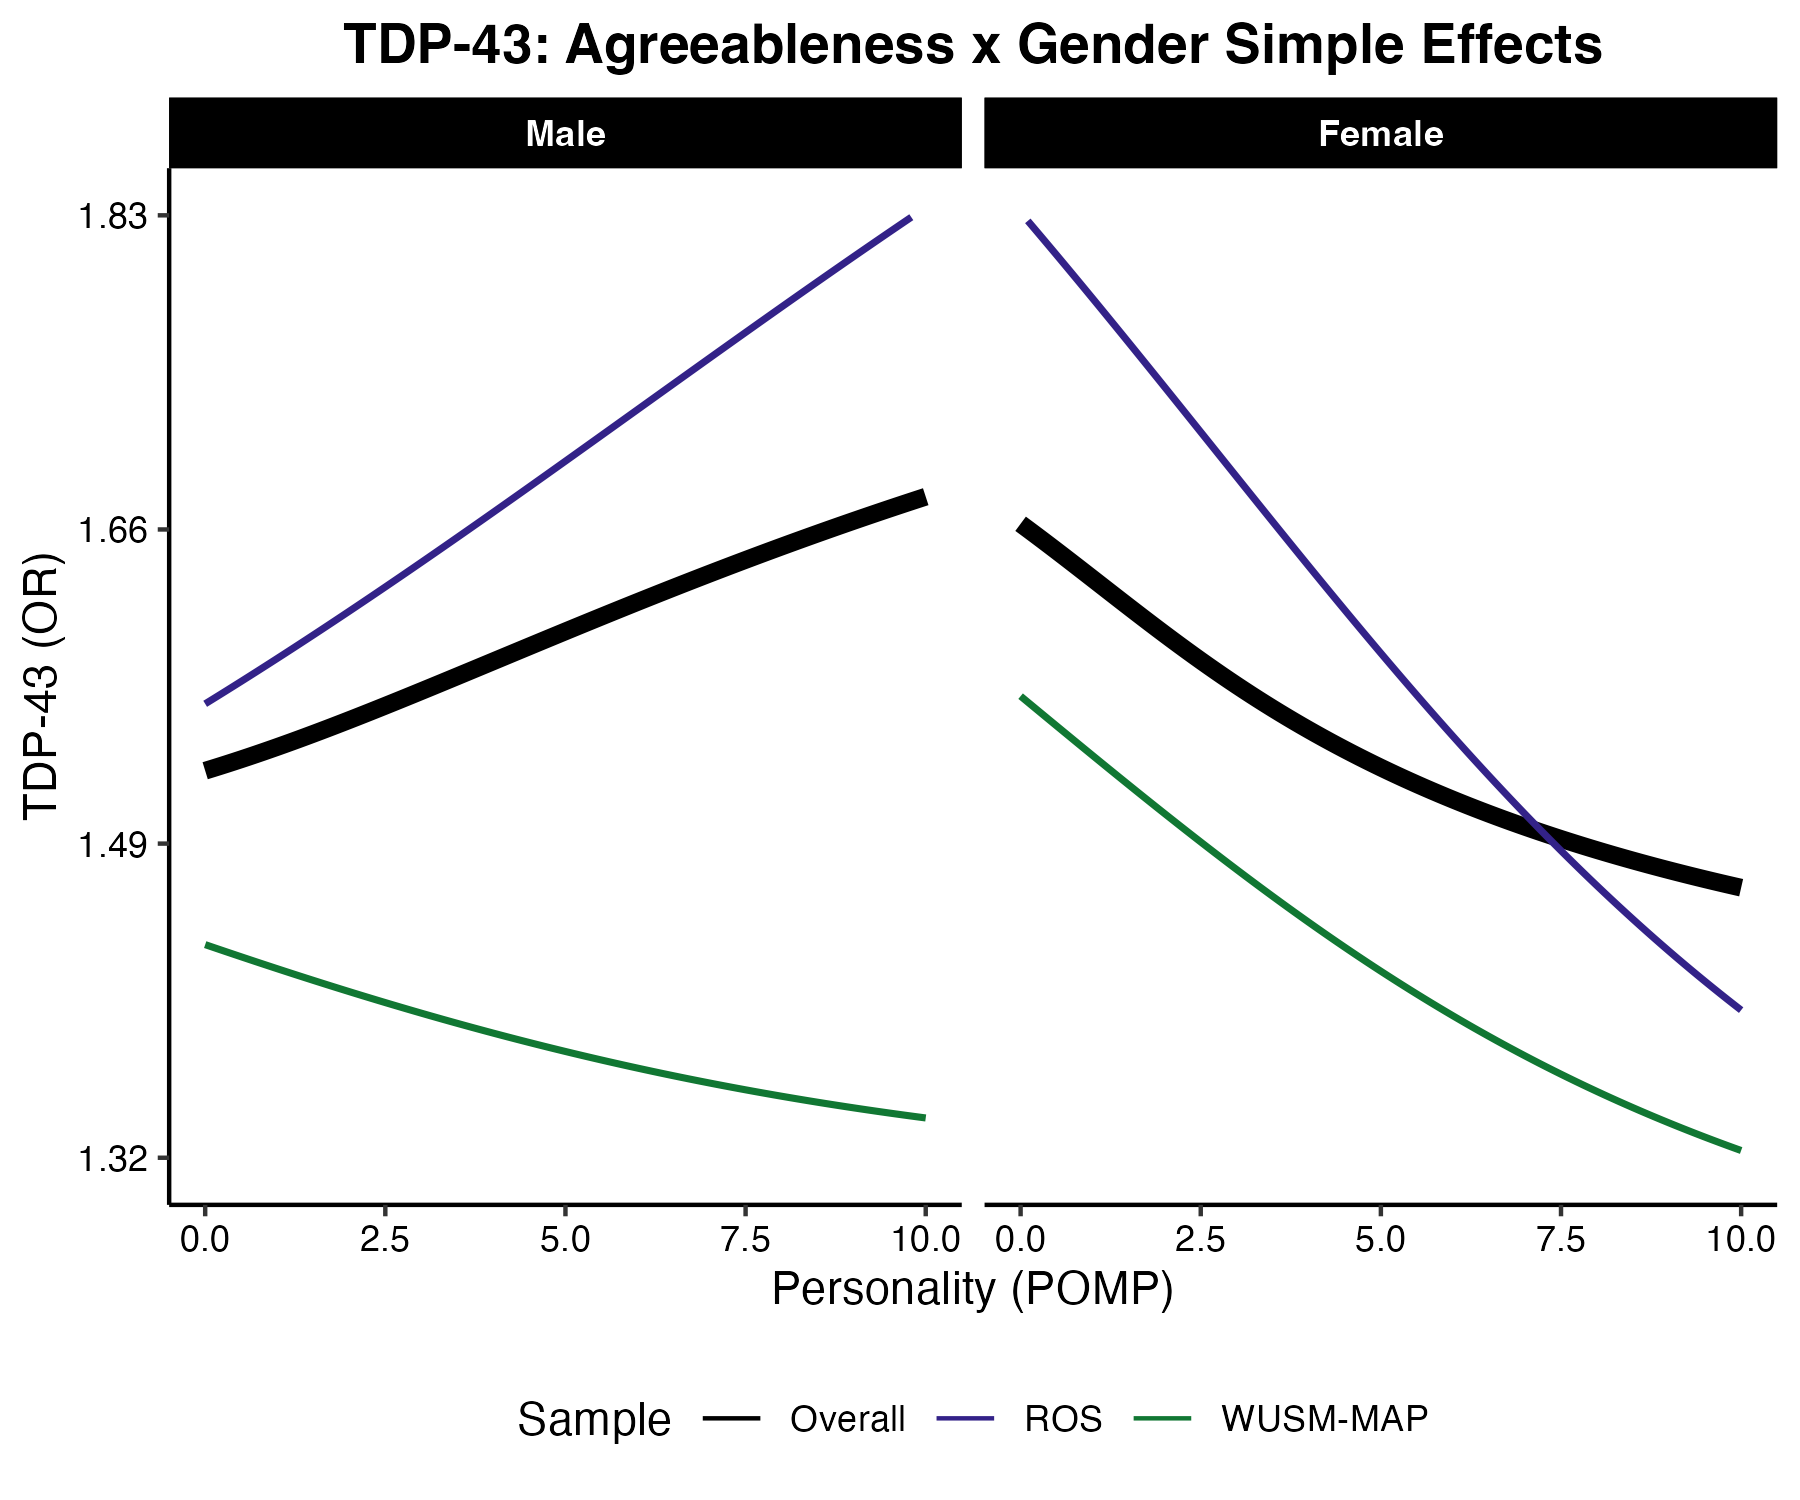 TDP-43: Agreeableness x Gender Simple Effects
Male Female
TDP-43 (OR)
1.83
1.66
1.49
1.32
0.0 2.5 5.0 7.5 10.0 0.0 2.5 5.0 7.5 10.0
Personality (POMP)
Sample Overall ROS WUSM-MAP